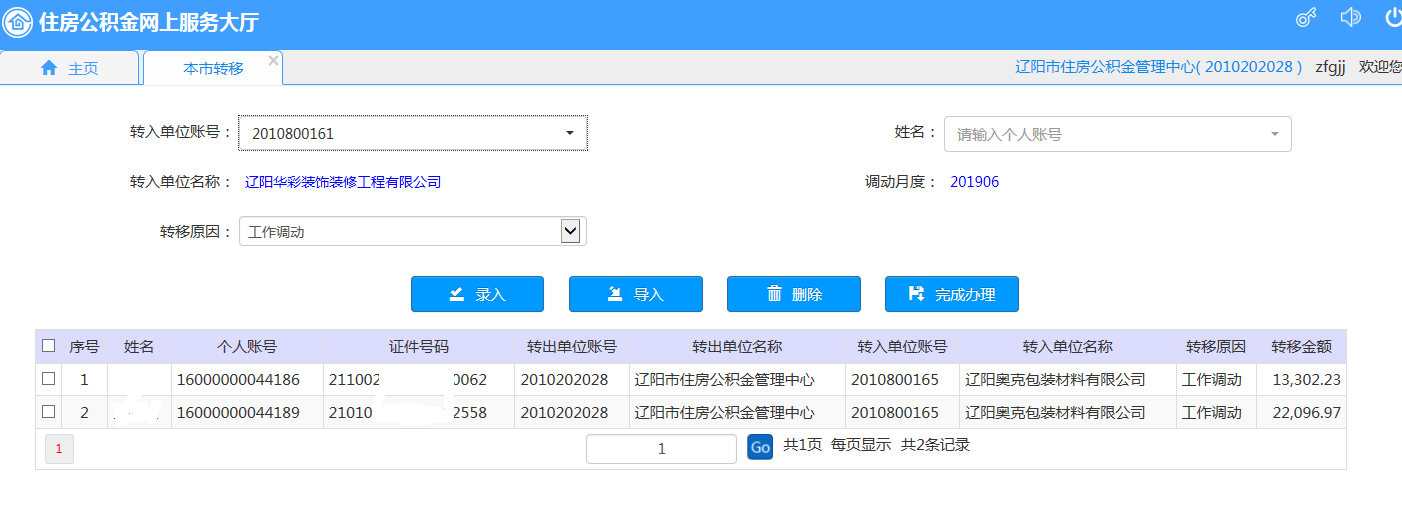 住房公积金网上服务大厅
主页 本市转移 辽阳市住房公积金管理中心( 2010202028 ) zfgjj 欢迎您
转入单位账号： 2010800161 姓名： 请输入个人账号
转入单位名称： 辽阳华彩装饰装修工程有限公司 调动月度： 201906
转移原因： 工作调动
录入 导入 删除 完成办理
序号 姓名 个人账号 证件号码 转出单位账号 转出单位名称 转入单位账号 转入单位名称 转移原因 转移金额
1 16000000044186 211002 0062 2010202028 辽阳市住房公积金管理中心 2010800165 辽阳奥克包装材料有限公司 工作调动 13,302.23
2 16000000044189 21010 2558 2010202028 辽阳市住房公积金管理中心 2010800165 辽阳奥克包装材料有限公司 工作调动 22,096.97
1 1 Go 共1页 每页显示 共2条记录